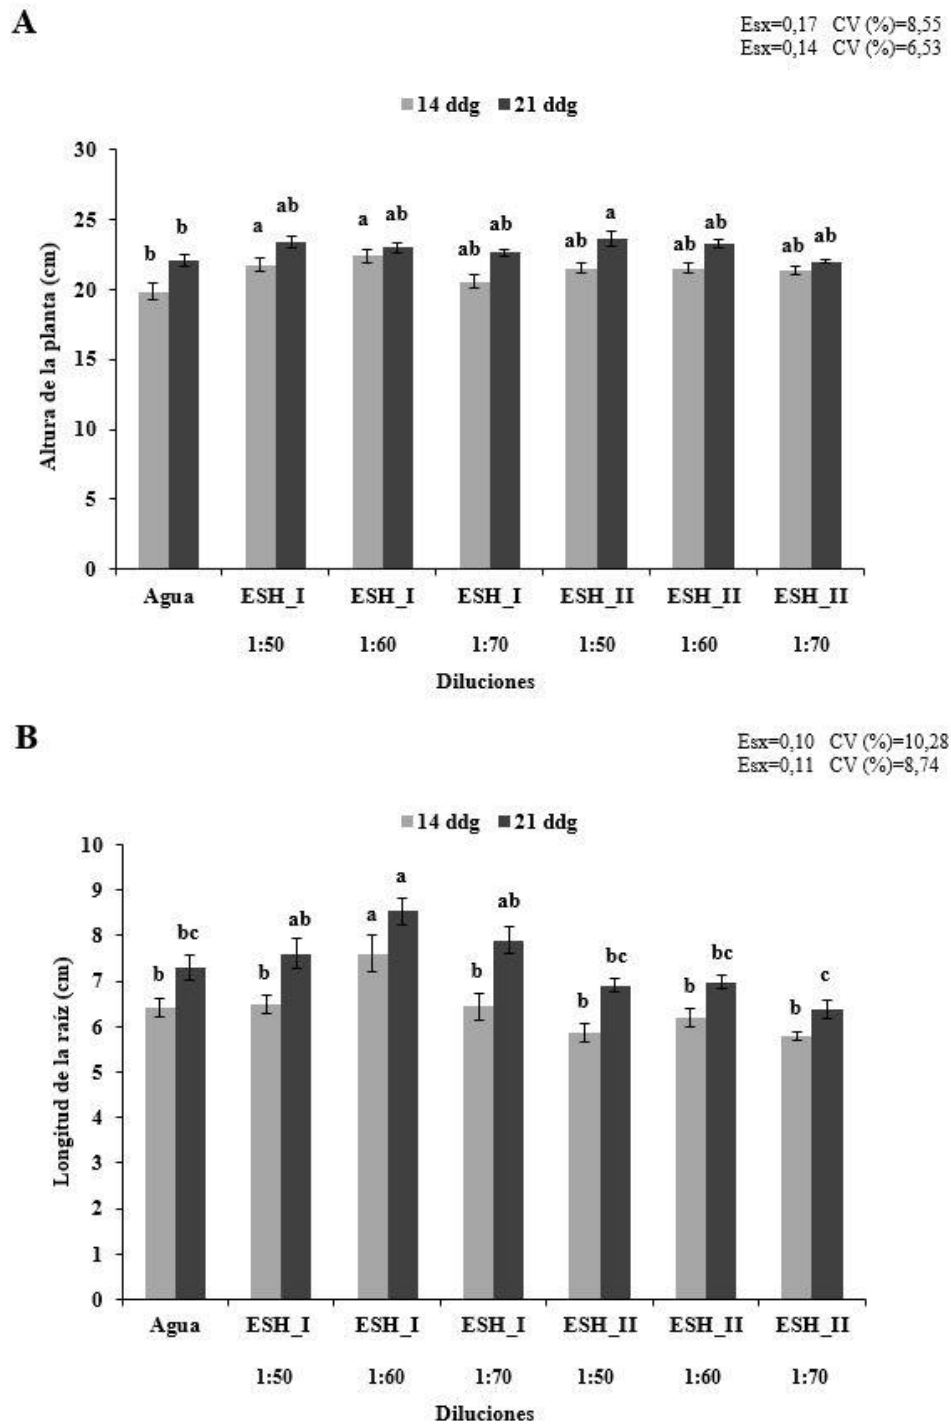 A
Esx=0,17 CV (%)=8,55
Esx=0,14 CV (%)=6,53
14 ddg 21 ddg
Altura de la planta (cm)
30
25
20
15
10
5
0
b b a ab a ab ab ab ab a ab ab ab ab
Agua ESH_I ESH_I ESH_I ESH_II ESH_II ESH_II
1:50 1:60 1:70 1:50 1:60 1:70
Diluciones
B
Esx=0,10 CV (%)=10,28
Esx=0,11 CV (%)=8,74
14 ddg 21 ddg
Longitud de la raíz (cm)
10
9
8
7
6
5
4
3
2
1
0
b bc b ab a a b ab b bc b bc b c
Agua ESH_I ESH_I ESH_I ESH_II ESH_II ESH_II
1:50 1:60 1:70 1:50 1:60 1:70
Diluciones